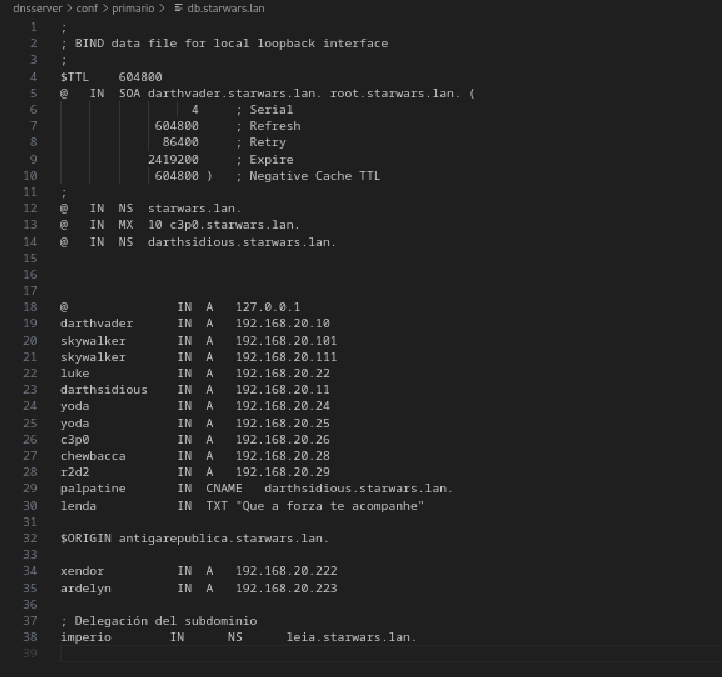 dnsserver > conf > primario > db.starwars.lan
1 ;
2 ; BIND data file for local loopback interface
3 ;
4 $TTL 604800
5 @ IN SOA darthvader.starwars.lan. root.starwars.lan. (
6 4 ; Serial
7 604800 ; Refresh
8 86400 ; Retry
9 2419200 ; Expire
10 604800 ) ; Negative Cache TTL
11 ;
12 @ IN NS starwars.lan.
13 @ IN MX 10 c3p0.starwars.lan.
14 @ IN NS darthsidious.starwars.lan.
15
16
17
18 @ IN A 127.0.0.1
19 darthvader IN A 192.168.20.10
20 skywalker IN A 192.168.20.101
21 skywalker IN A 192.168.20.111
22 luke IN A 192.168.20.22
23 darthsidious IN A 192.168.20.11
24 yoda IN A 192.168.20.24
25 yoda IN A 192.168.20.25
26 c3p0 IN A 192.168.20.26
27 chewbacca IN A 192.168.20.28
28 r2d2 IN A 192.168.20.29
29 palpatine IN CNAME darthsidious.starwars.lan.
30 lenda IN TXT "Que a forza te acompanhe"
31
32 $ORIGIN antigarepublica.starwars.lan.
33
34 xendor IN A 192.168.20.222
35 ardelyn IN A 192.168.20.223
36
37 ; Delegación del subdominio
38 imperio IN NS leia.starwars.lan.
39